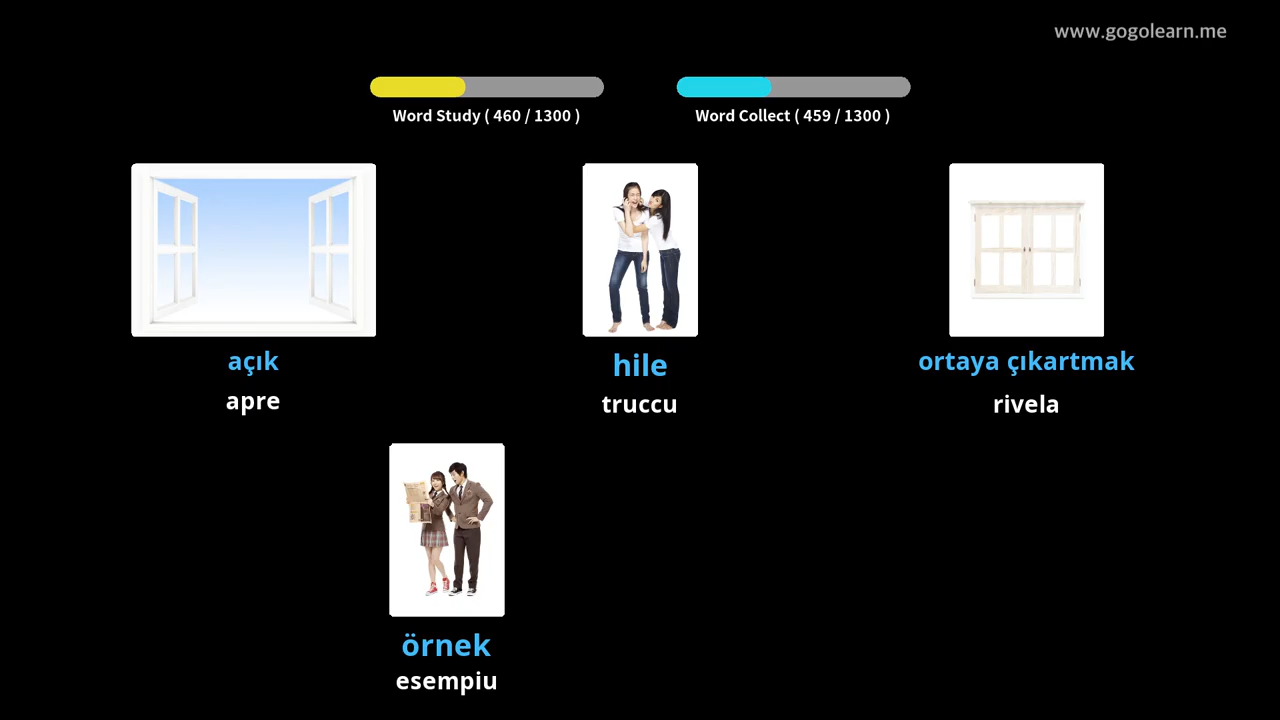 www.gogolearn.me
Word Study ( 460 / 1300 )
Word Collect ( 459 / 1300 )
açık
apre
hile
truccu
ortaya çıkartmak
rivela
örnek
esempiu